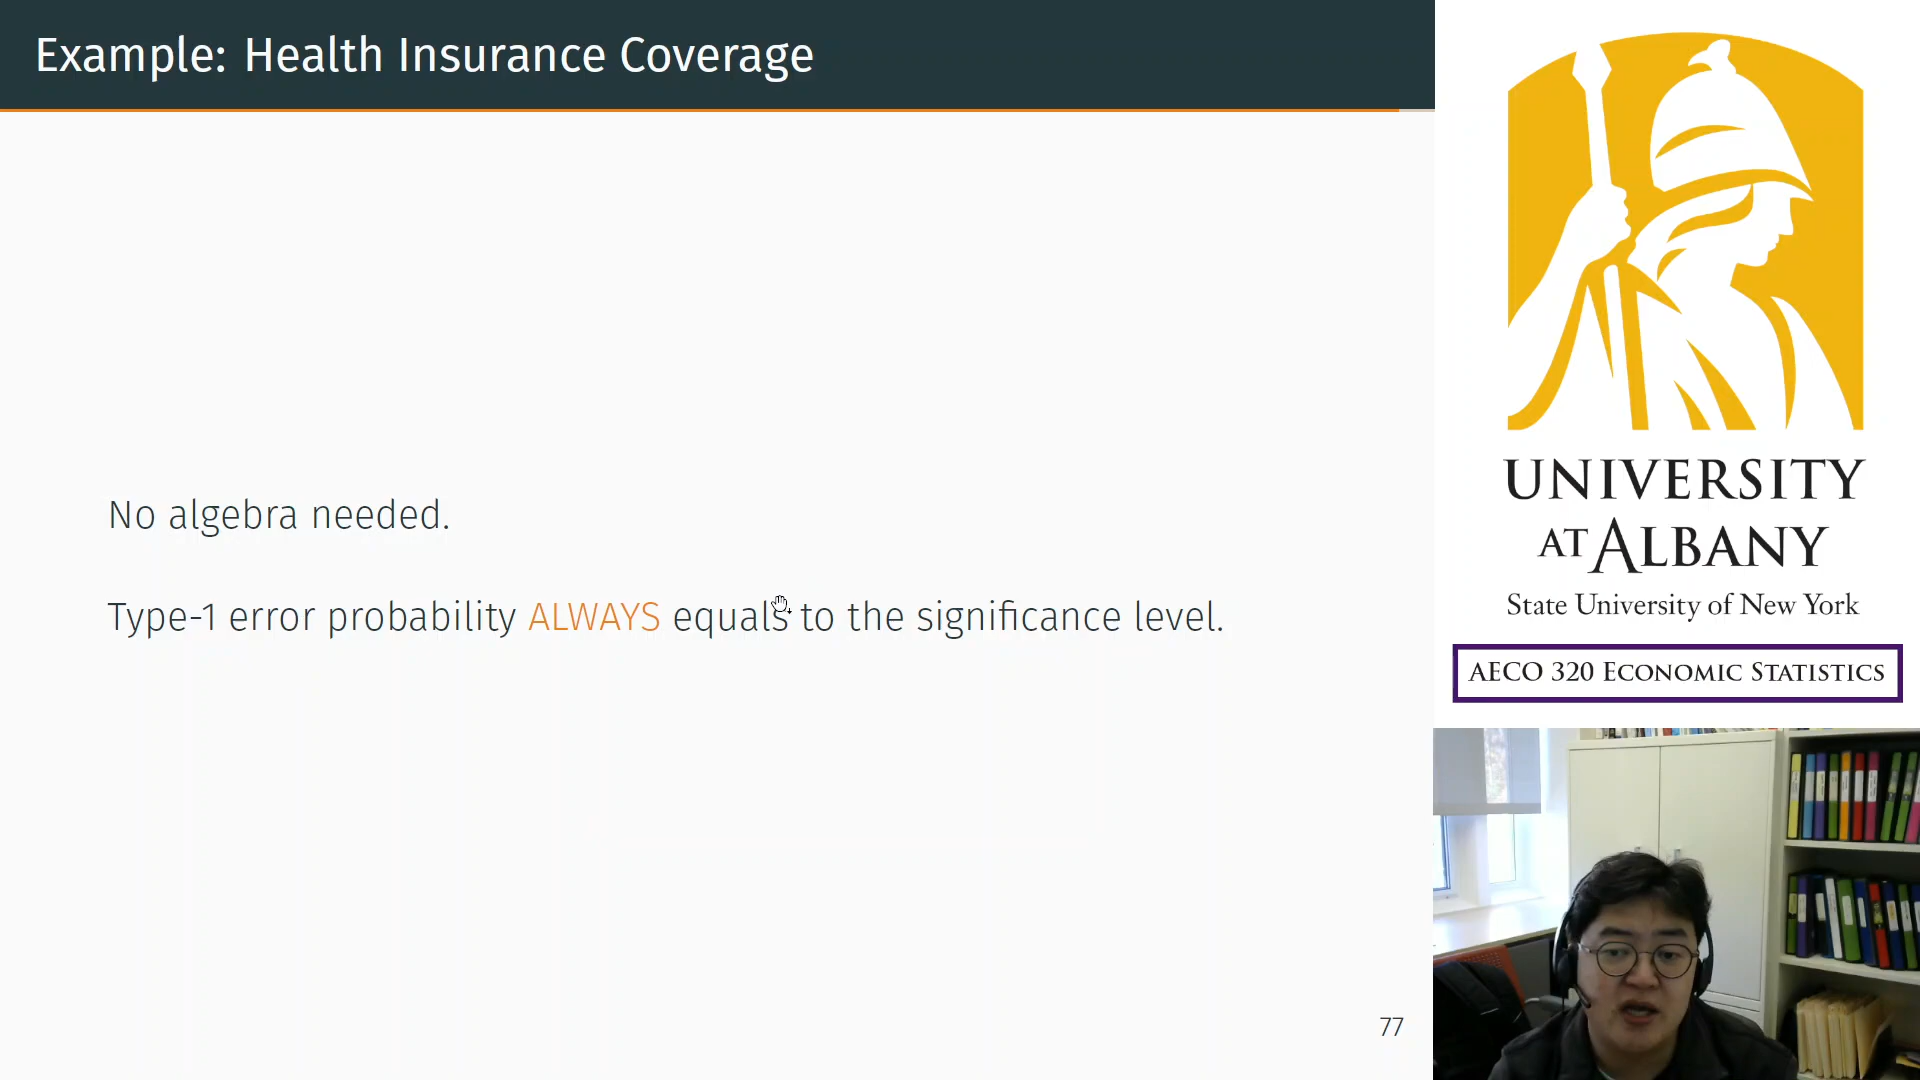 Example: Health Insurance Coverage
No algebra needed.
Type-1 error probability ALWAYS equals to the significance level.
77
UNIVERSITY
AT ALBANY
State University of New York
AECO 320 Economic Statistics